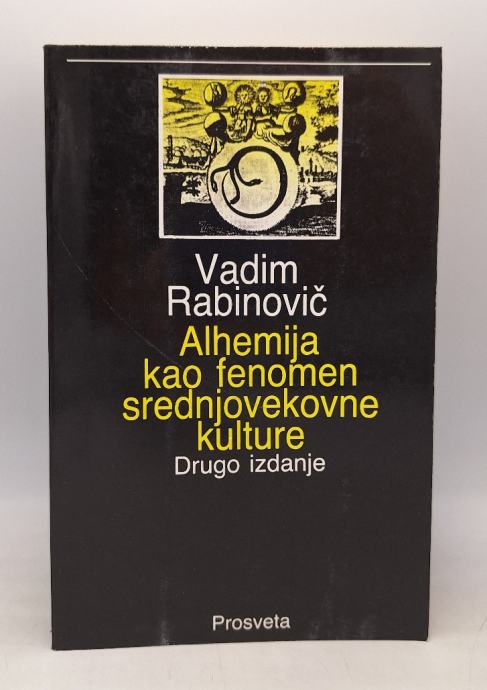 Vadim
Rabinovič
Alhemija
kao fenomen
srednjovekovne
kulture
Drugo izdanje
Prosveta